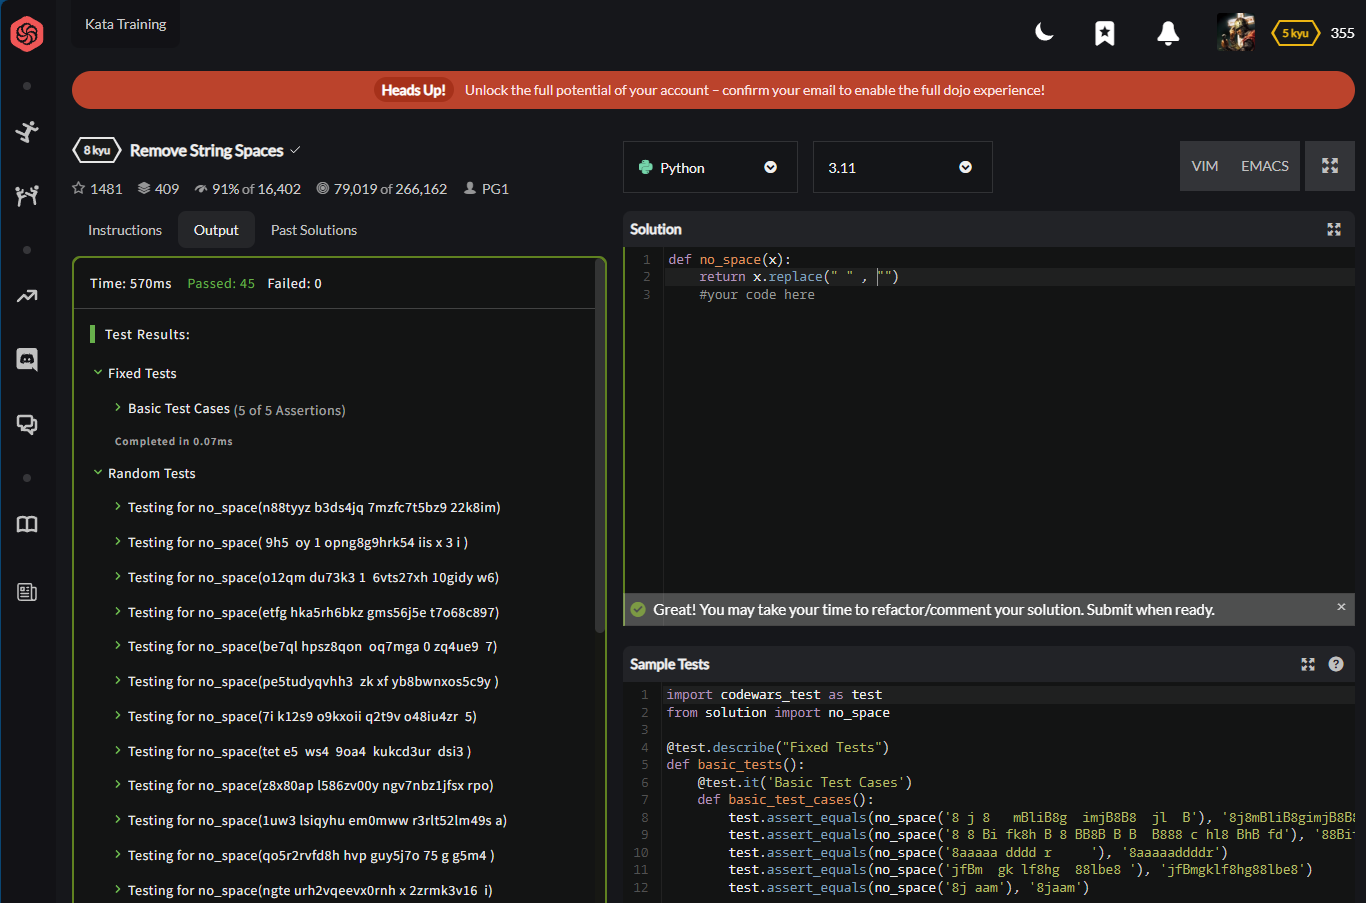 Kata Training
5 kyu
355
Heads Up! Unlock the full potential of your account – confirm your email to enable the full dojo experience!
8 kyu Remove String Spaces
1481 409 91% of 16,402 79,019 of 266,162 PG1
Instructions Output Past Solutions
Time: 570ms Passed: 45 Failed: 0
Test Results:
Fixed Tests
Basic Test Cases (5 of 5 Assertions)
Completed in 0.07ms
Random Tests
Testing for no_space(n88tyyz b3ds4jq 7mzfc7t5bz9 22k8im)
Testing for no_space( 9h5  oy 1 opng8g9hrk54 iis x 3 i )
Testing for no_space(o12qm du73k3 1  6vts27xh 10gidy w6)
Testing for no_space(etfg hka5rh6bkz gms56j5e t7o68c897)
Testing for no_space(be7ql hpsz8qon  oq7mga 0 zq4ue9  7)
Testing for no_space(pe5tudyqvhh3  zk xf yb8bwnxos5c9y )
Testing for no_space(7i k12s9 o9kxoii q2t9v o48iu4zr  5)
Testing for no_space(tet e5  ws4  9oa4  kukcd3ur  dsi3 )
Testing for no_space(z8x80ap l586zv00y ngv7nbz1jfsx rpo)
Testing for no_space(1uw3 lsiqyhu em0mww r3rlt52lm49s a)
Testing for no_space(qo5r2rvfd8h hvp guy5j7o 75 g g5m4 )
Testing for no_space(ngte urh2vqeevx0rnh x 2zrmk3v16  i)
Python
3.11
VIM EMACS
Solution
1 def no_space(x):
2     return x.replace(" " , "")
3     #your code here
Great! You may take your time to refactor/comment your solution. Submit when ready.
Sample Tests
1 import codewars_test as test
2 from solution import no_space
3
4 @test.describe("Fixed Tests")
5 def basic_tests():
6     @test.it('Basic Test Cases')
7     def basic_test_cases():
8         test.assert_equals(no_space('8 j 8   mBliB8g  imjB8B8  jl  B'), '8j8mBliB8gimjB8B8
9         test.assert_equals(no_space('8 8 Bi fk8h B 8 BB8B B B  B888 c hl8 BhB fd'), '88Bif
10         test.assert_equals(no_space('8aaaaa dddd r     '), '8aaaaaddddr')
11         test.assert_equals(no_space('jfBm  gk lf8hg  88lbe8 '), 'jfBmgklf8hg88lbe8')
12         test.assert_equals(no_space('8j aam'), '8jaam')